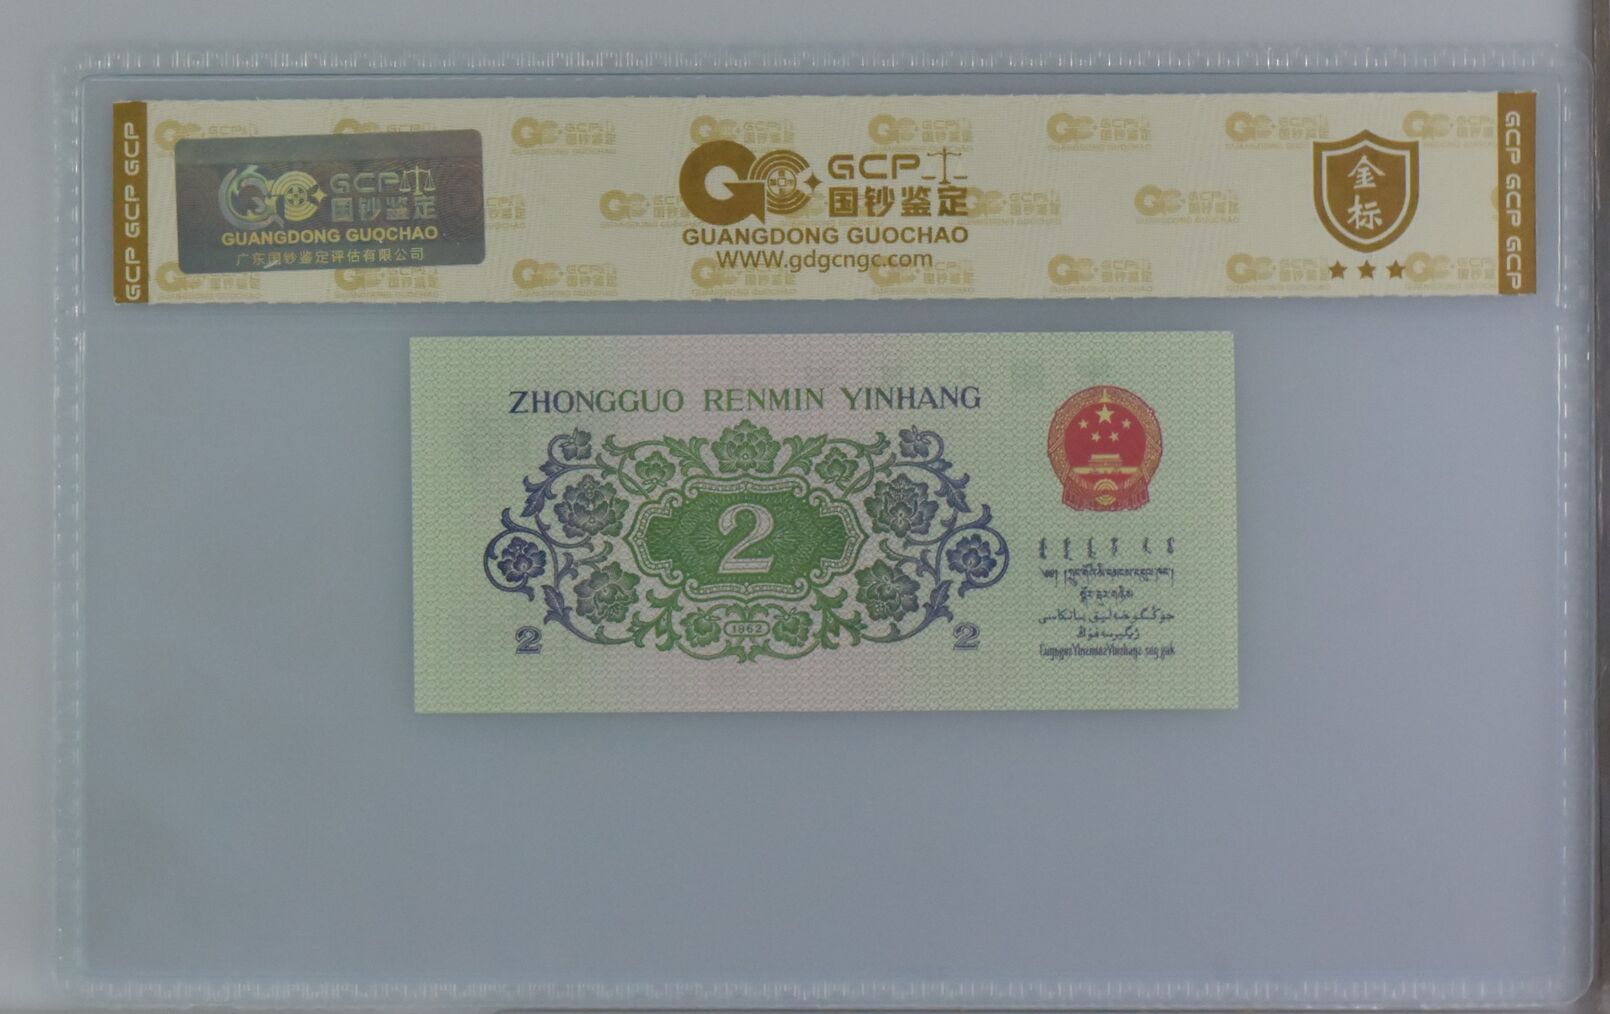 GCP GCP GCP
GCP 国钞鉴定
GUANGDONG GUOCHAO
广东国钞鉴定评估有限公司
GCP
国钞鉴定
GUANGDONG GUOCHAO
WWW.gdgcngc.com
金标
GCP GCP GCP
ZHONGGUO RENMIN YINHANG
2
1962
2
2